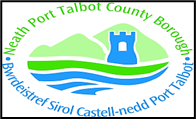 Neath Port Talbot County Borough
Bwrdeistref Sirol Castell-nedd Port Talbot